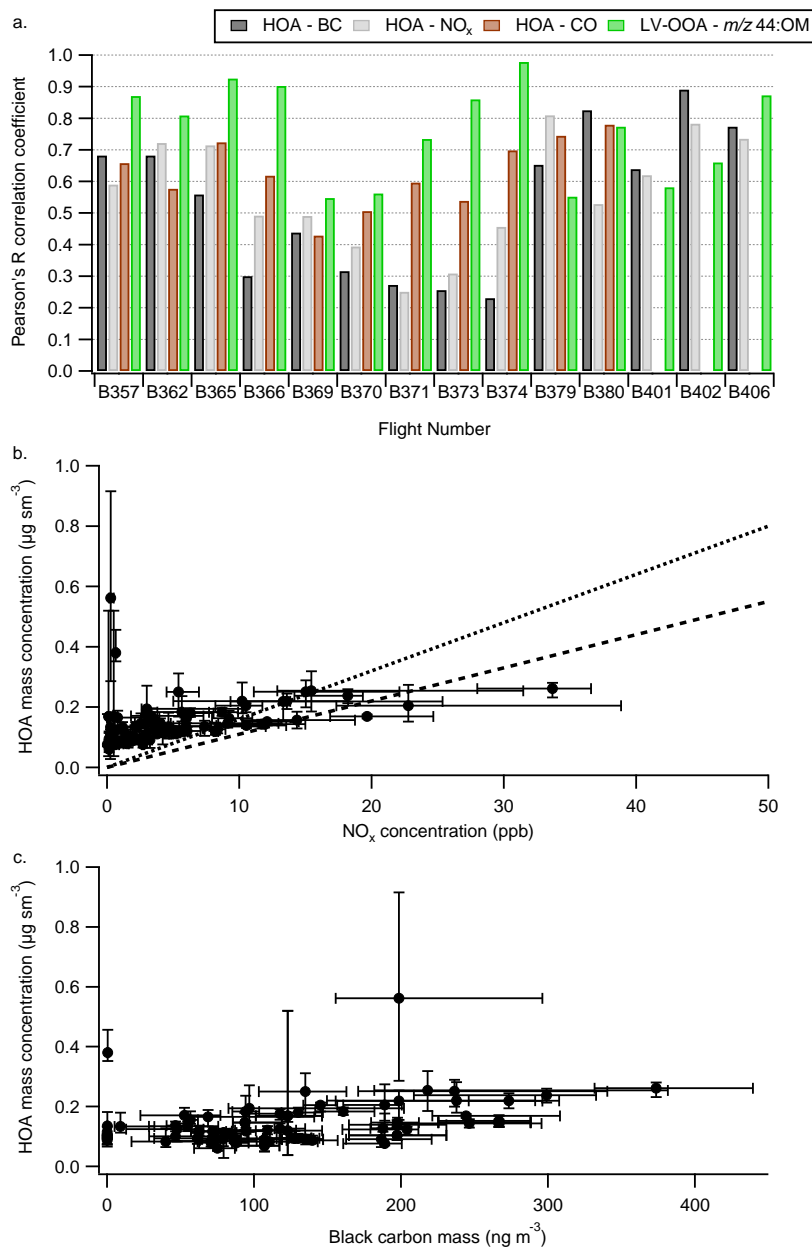 a.
HOA - BC HOA - NOx HOA - CO LV-OOA - m/z 44:OM
Pearson's R correlation coefficient
1.0
0.9
0.8
0.7
0.6
0.5
0.4
0.3
0.2
0.1
0.0
B357 B362 B365 B366 B369 B370 B371 B373 B374 B379 B380 B401 B402 B406
Flight Number
b.
HOA mass concentration (µg sm-3)
1.0
0.8
0.6
0.4
0.2
0.0
0 10 20 30 40 50
NOx concentration (ppb)
c.
HOA mass concentration (µg sm-3)
1.0
0.8
0.6
0.4
0.2
0.0
0 100 200 300 400
Black carbon mass (ng m-3)